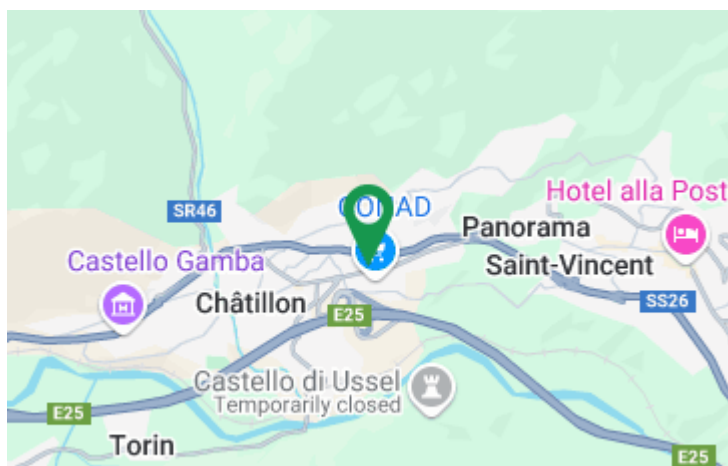 Hotel alla Post
SR46
CONAD
Panorama
Castello Gamba
Saint-Vincent
Châtillon
E25
SS26
Castello di Ussel
Temporarily closed
E25
Torin
E25